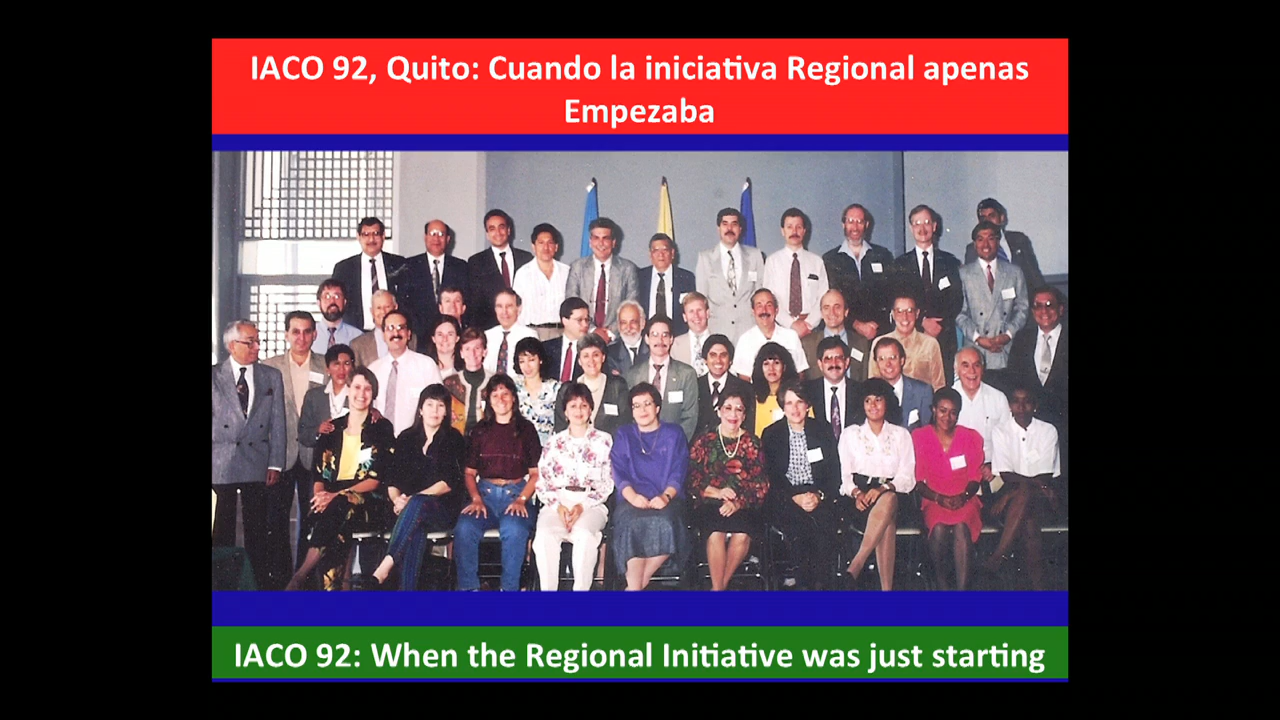 IACO 92, Quito: Cuando la iniciativa Regional apenas
Empezaba
IACO 92: When the Regional Initiative was just starting